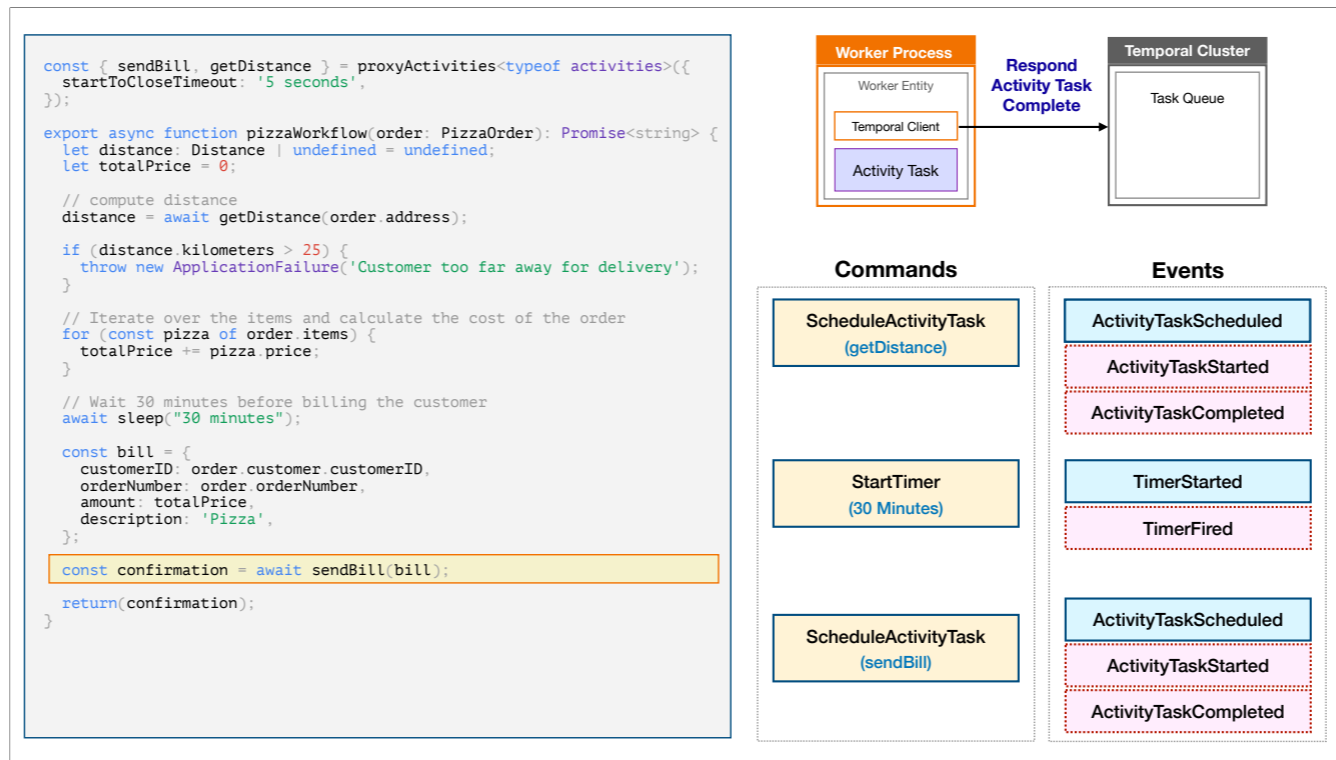 const { sendBill, getDistance } = proxyActivities<typeof activities>({
  startToCloseTimeout: '5 seconds',
});
export async function pizzaWorkflow(order: PizzaOrder): Promise<string> {
  let distance: Distance | undefined = undefined;
  let totalPrice = 0;
  // compute distance
  distance = await getDistance(order.address);
  if (distance.kilometers > 25) {
    throw new ApplicationFailure('Customer too far away for delivery');
  }
  // Iterate over the items and calculate the cost of the order
  for (const pizza of order.items) {
    totalPrice += pizza.price;
  }
  // Wait 30 minutes before billing the customer
  await sleep("30 minutes");
  const bill = {
    customerID: order.customer.customerID,
    orderNumber: order.orderNumber,
    amount: totalPrice,
    description: 'Pizza',
  };
  const confirmation = await sendBill(bill);
  return(confirmation);
}
Worker Process
Worker Entity
Temporal Client
Activity Task
Respond
Activity Task
Complete
Temporal Cluster
Task Queue
Commands
ScheduleActivityTask
(getDistance)
StartTimer
(30 Minutes)
ScheduleActivityTask
(sendBill)
Events
ActivityTaskScheduled
ActivityTaskStarted
ActivityTaskCompleted
TimerStarted
TimerFired
ActivityTaskScheduled
ActivityTaskStarted
ActivityTaskCompleted